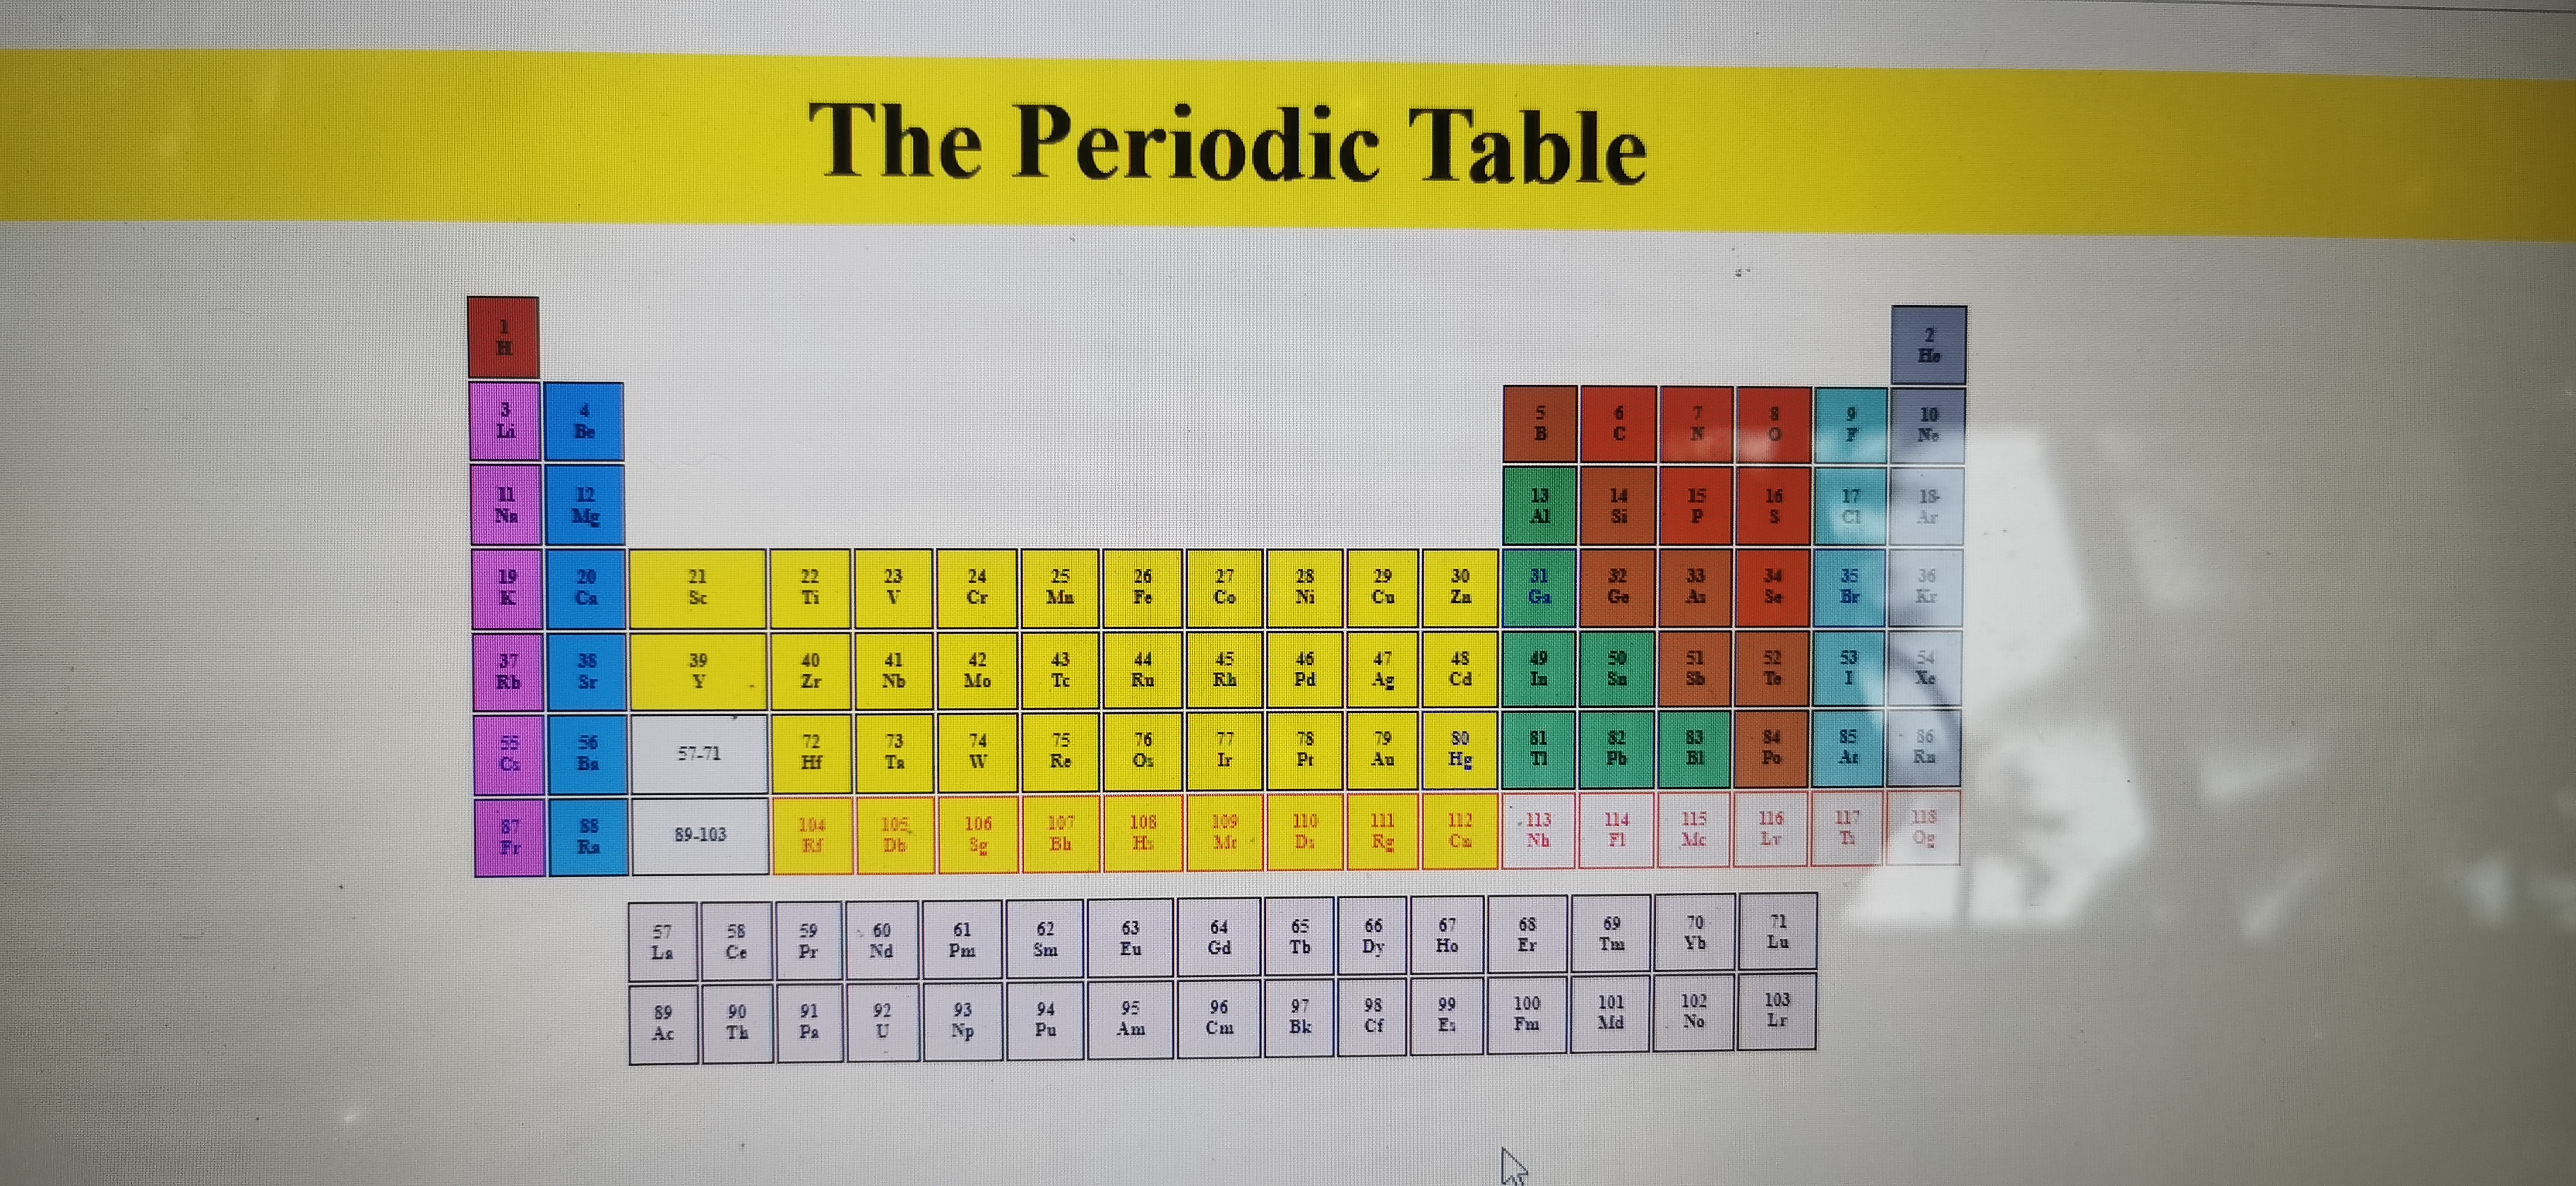 The Periodic Table
1 2
H He
3 4 5 6 7 8 9 10
Li Be B C N O F Ne
11 12 13 14 15 16 17 18
Na Mg Al Si P S Cl Ar
19 20 21 22 23 24 25 26 27 28 29 30 31 32 33 34 35 36
K Ca Sc Ti V Cr Mn Fe Co Ni Cu Zn Ga Ge As Se Br Kr
37 38 39 40 41 42 43 44 45 46 47 48 49 50 51 52 53 54
Rb Sr Y Zr Nb Mo Tc Ru Rh Pd Ag Cd In Sn Sb Te I Xe
55 56 57-71 72 73 74 75 76 77 78 79 80 81 82 83 84 85 86
Cs Ba Hf Ta W Re Os Ir Pt Au Hg Tl Pb Po At Rn
87 88 89-103 104 105 106 107 108 109 110 111 112 113 114 115 116 117 118
Fr Ra Rf Db Sg Bh Hs Mt Ds Rg Cn Nh Fl Mc Lv Ts Og
57 58 59 60 61 62 63 64 65 66 67 68 69 70 71
La Ce Pr Nd Pm Sm Eu Gd Tb Dy Ho Er Tm Yb Lu
89 90 91 92 93 94 95 96 97 98 99 100 101 102 103
Ac Th Pa U Np Pu Am Cm Bk Cf Es Fm Md No Lr